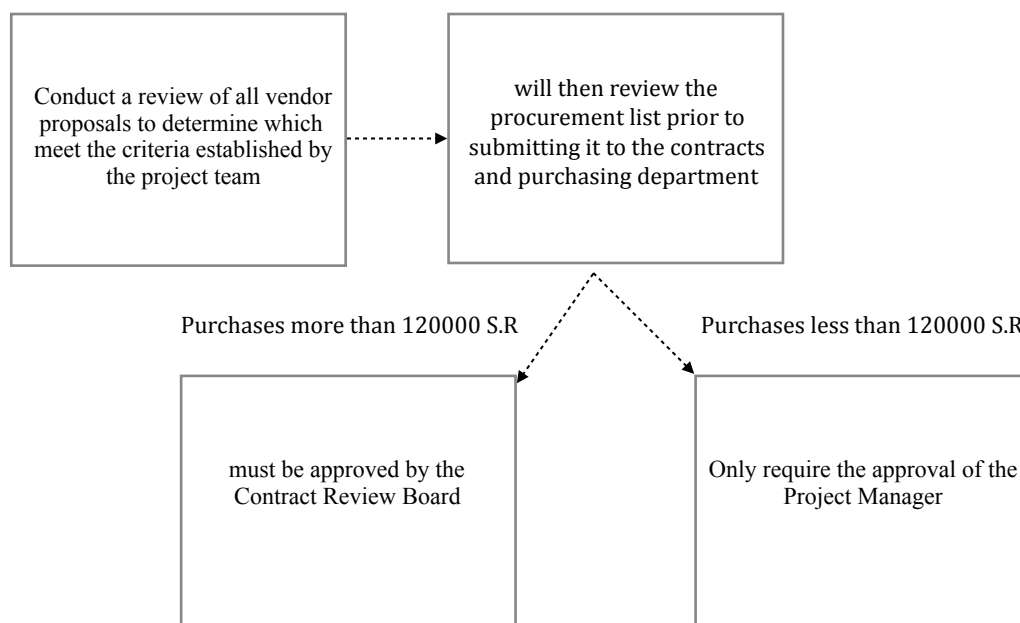 Conduct a review of all vendor
proposals to determine which
meet the criteria established by
the project team
will then review the
procurement list prior to
submitting it to the contracts
and purchasing department
Purchases more than 120000 S.R
Purchases less than 120000 S.R
must be approved by the
Contract Review Board
Only require the approval of the
Project Manager